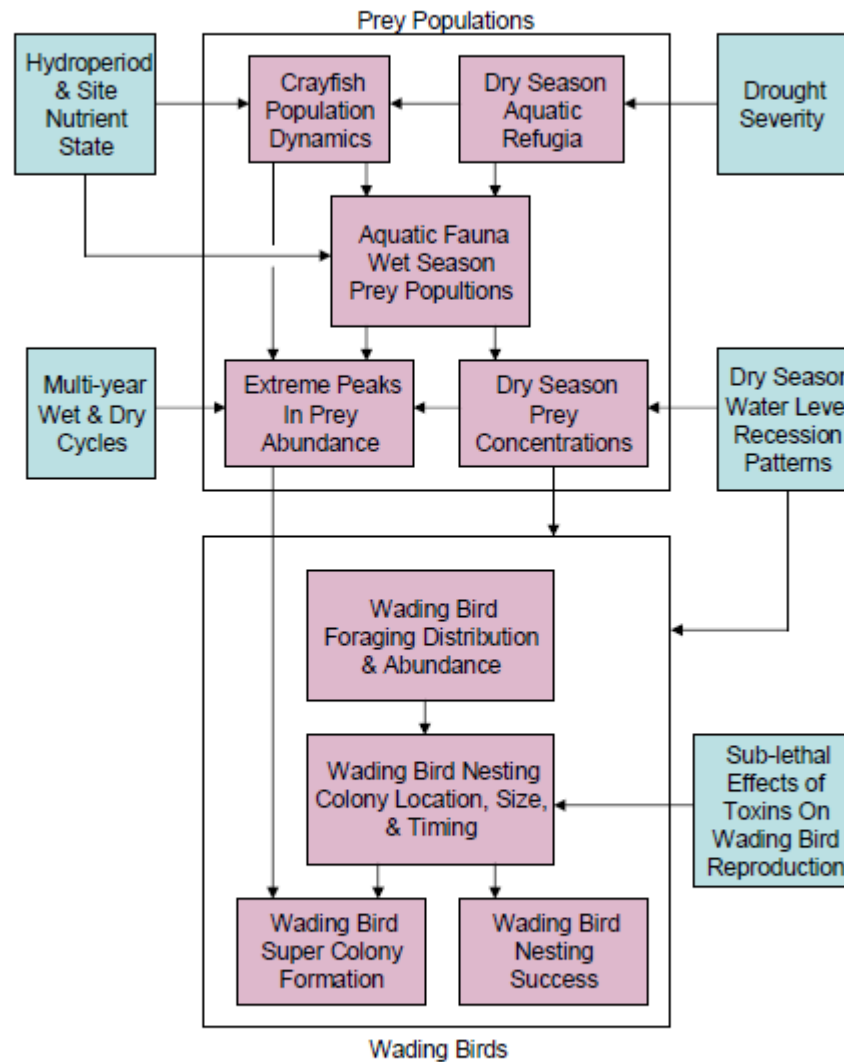 Prey Populations
Hydroperiod
& Site
Nutrient
State
Crayfish
Population
Dynamics
Dry Season
Aquatic
Refugia
Drought
Severity
Aquatic Fauna
Wet Season
Prey Popultions
Multi-year
Wet & Dry
Cycles
Extreme Peaks
In Prey
Abundance
Dry Season
Prey
Concentrations
Dry Season
Water Level
Recession
Patterns
Wading Bird
Foraging Distribution
& Abundance
Wading Bird Nesting
Colony Location, Size,
& Timing
Sub-lethal
Effects of
Toxins On
Wading Bird
Reproduction
Wading Bird
Super Colony
Formation
Wading Bird
Nesting
Success
Wading Birds